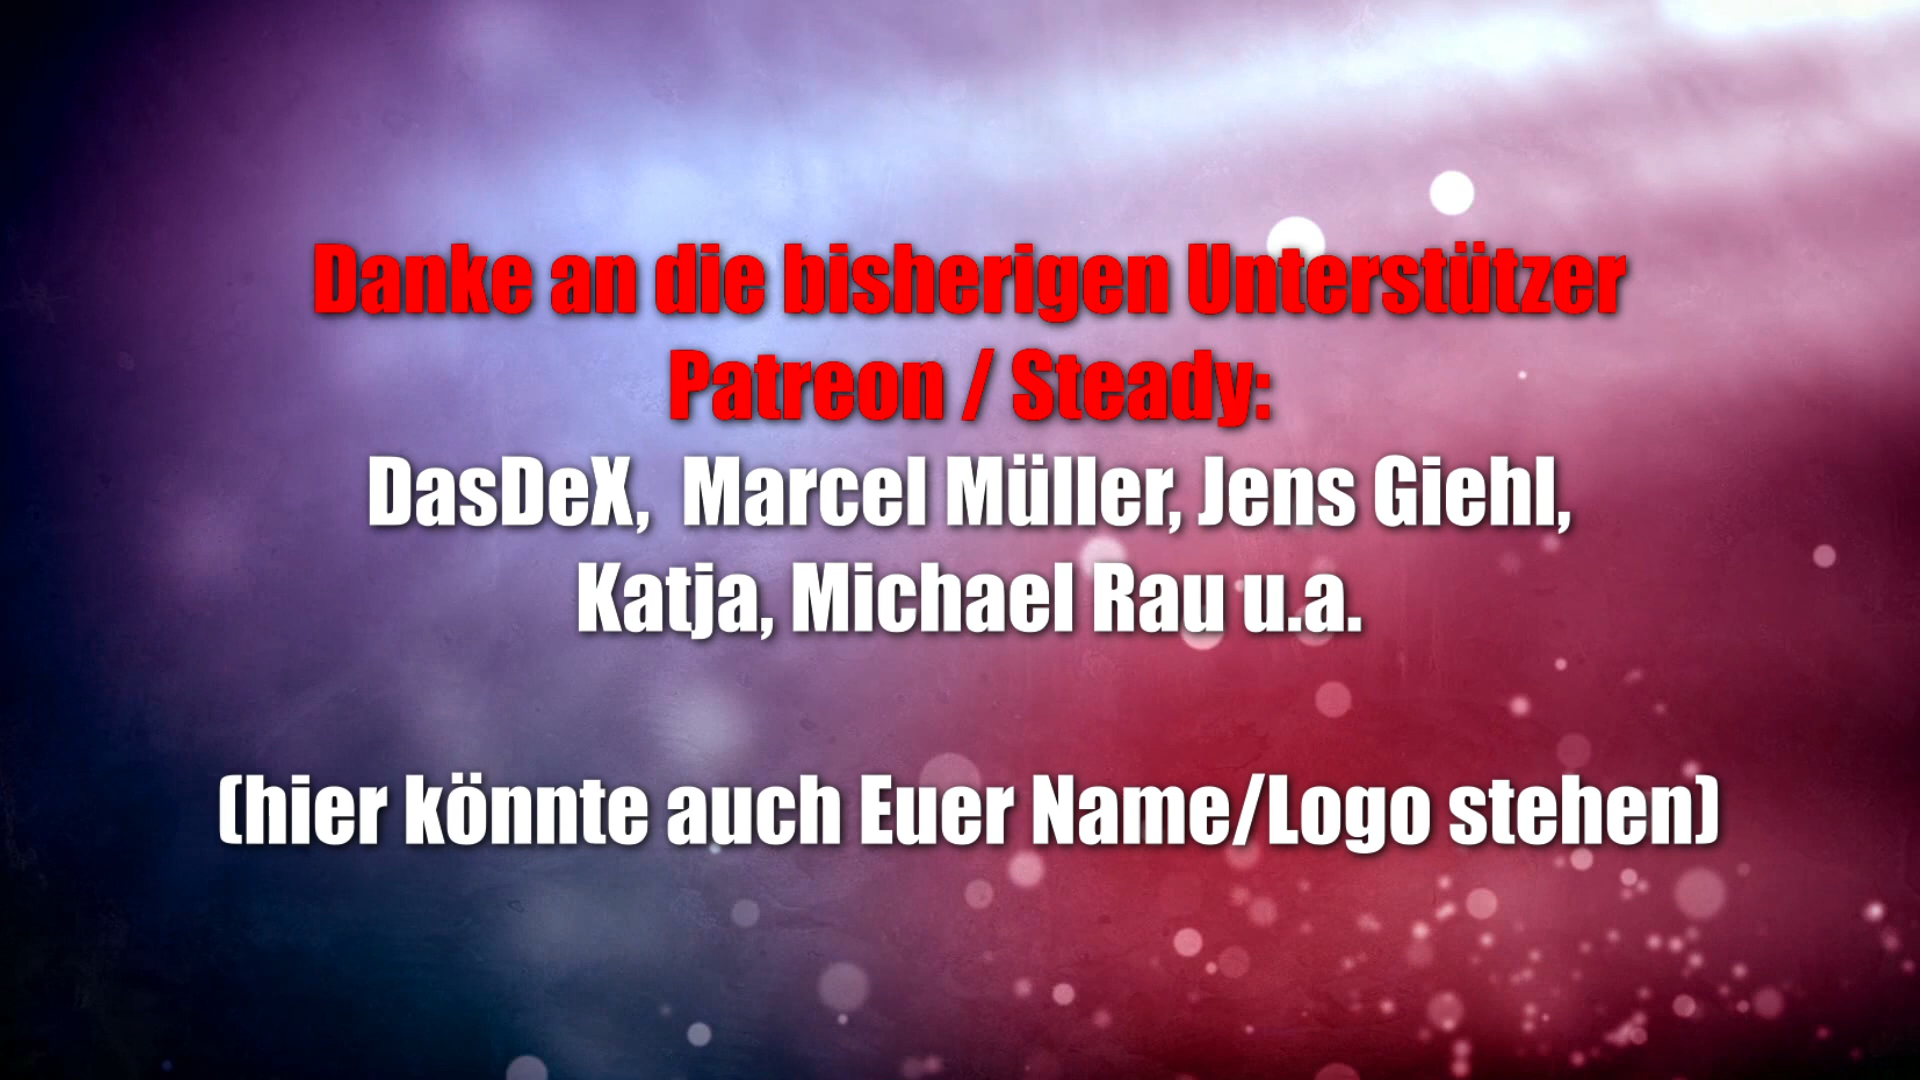 Danke an die bisherigen Unterstützer
Patreon / Steady:
DasDeX,  Marcel Müller, Jens Giehl,
Katja, Michael Rau u.a.
(hier könnte auch Euer Name/Logo stehen)